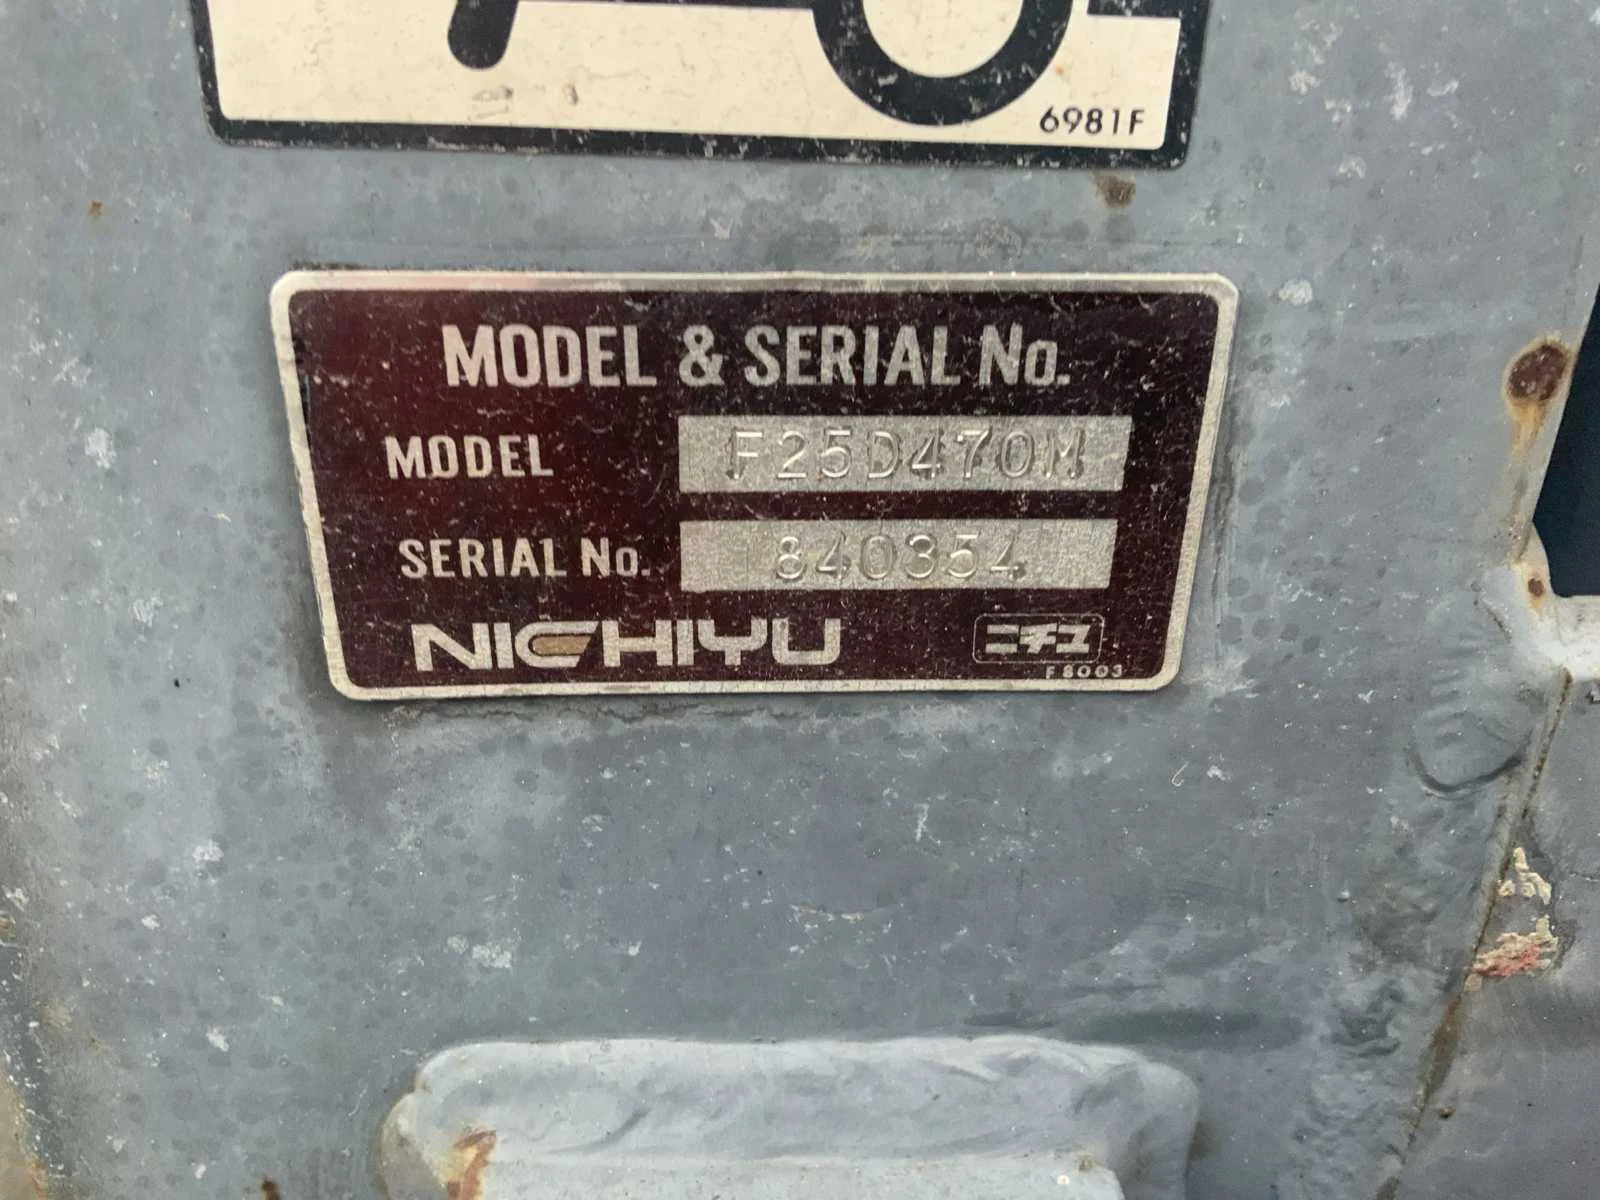 6981F
MODEL & SERIAL No.
MODEL F25D470M
SERIAL No. 840354
NICHIYU ニチユ
F8003